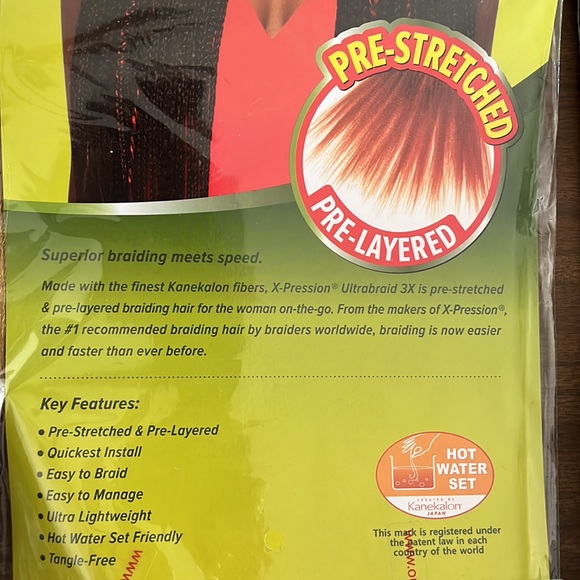 PRE-STRETCHED
PRE-LAYERED
Superior braiding meets speed.
Made with the finest Kanekalon fibers, X-Pression® Ultrabraid 3X is pre-stretched
& pre-layered braiding hair for the woman on-the-go. From the makers of X-Pression®,
the #1 recommended braiding hair by braiders worldwide, braiding is now easier
and faster than ever before.
Key Features:
• Pre-Stretched & Pre-Layered
• Quickest Install
• Easy to Braid
• Easy to Manage
• Ultra Lightweight
• Hot Water Set Friendly
• Tangle-Free
HOT
WATER
SET
CREATED BY
Kanekalon
JAPAN
This mark is registered under
the patent law in each
country of the world
www
www.o